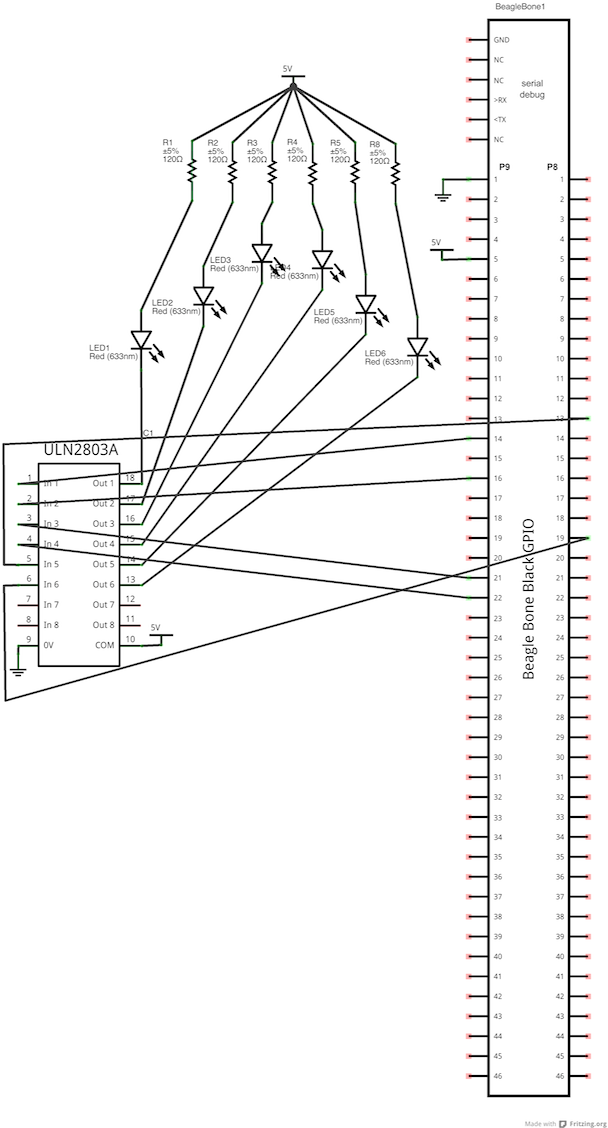 BeagleBone1
GND
NC
NC
>RX
<TX
NC
serial
debug
5V
R1
±5%
120Ω
R2
±5%
120Ω
R3
±5%
120Ω
R4
±5%
120Ω
R5
±5%
120Ω
R8
±5%
120Ω
P9 P8
5V
LED3
Red (633nm)
LED4
Red (633nm)
LED2
Red (633nm)
LED5
Red (633nm)
LED1
Red (633nm)
LED6
Red (633nm)
IC1
ULN2803A
1 In 1 Out 1 18
2 In 2 Out 2 17
3 In 3 Out 3 16
4 In 4 Out 4 15
5 In 5 Out 5 14
6 In 6 Out 6 13
7 In 7 Out 7 12
8 In 8 Out 8 11
9 0V COM 10
5V
Beagle Bone Black GPIO
1 1
2 2
3 3
4 4
5 5
6 6
7 7
8 8
9 9
10 10
11 11
12 12
13 13
14 14
15 15
16 16
17 17
18 18
19 19
20 20
21 21
22 22
23 23
24 24
25 25
26 26
27 27
28 28
29 29
30 30
31 31
32 32
33 33
34 34
35 35
36 36
37 37
38 38
39 39
40 40
41 41
42 42
43 43
44 44
45 45
46 46
Made with Fritzing.org